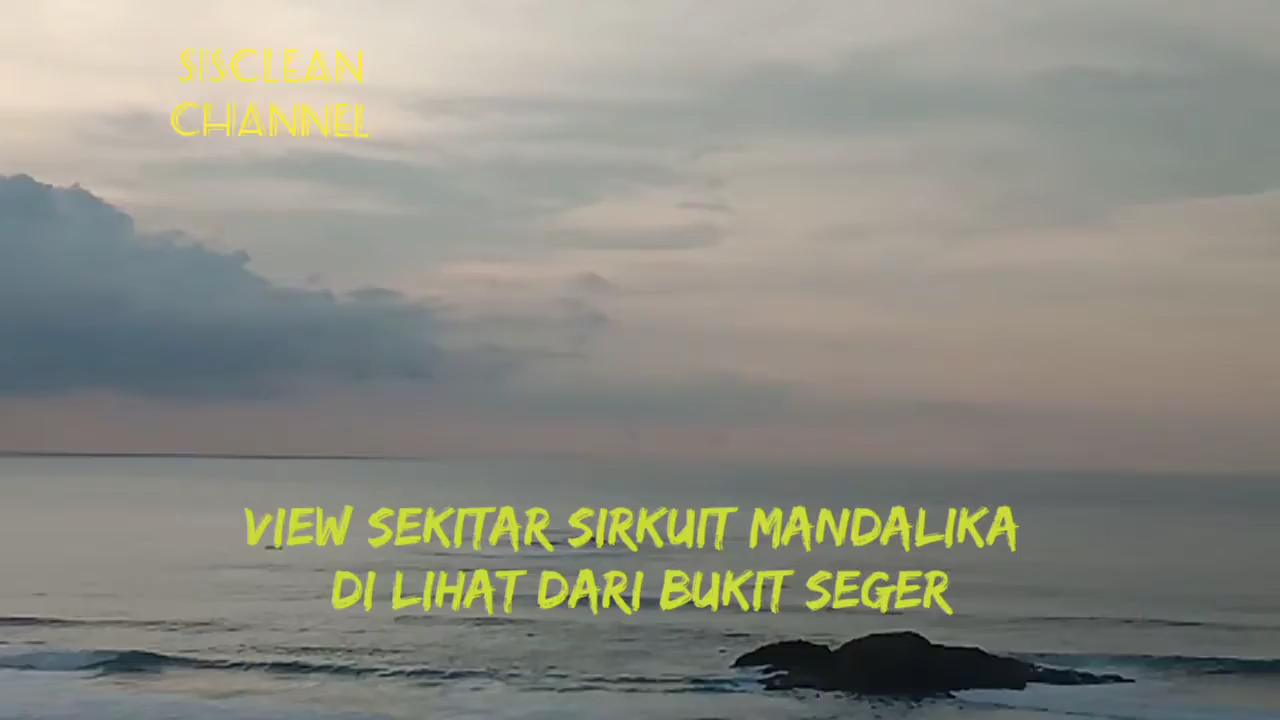 SISCLEAN
CHANNEL
VIEW SEKITAR SIRKUIT MANDALIKA
DI LIHAT DARI BUKIT SEGER